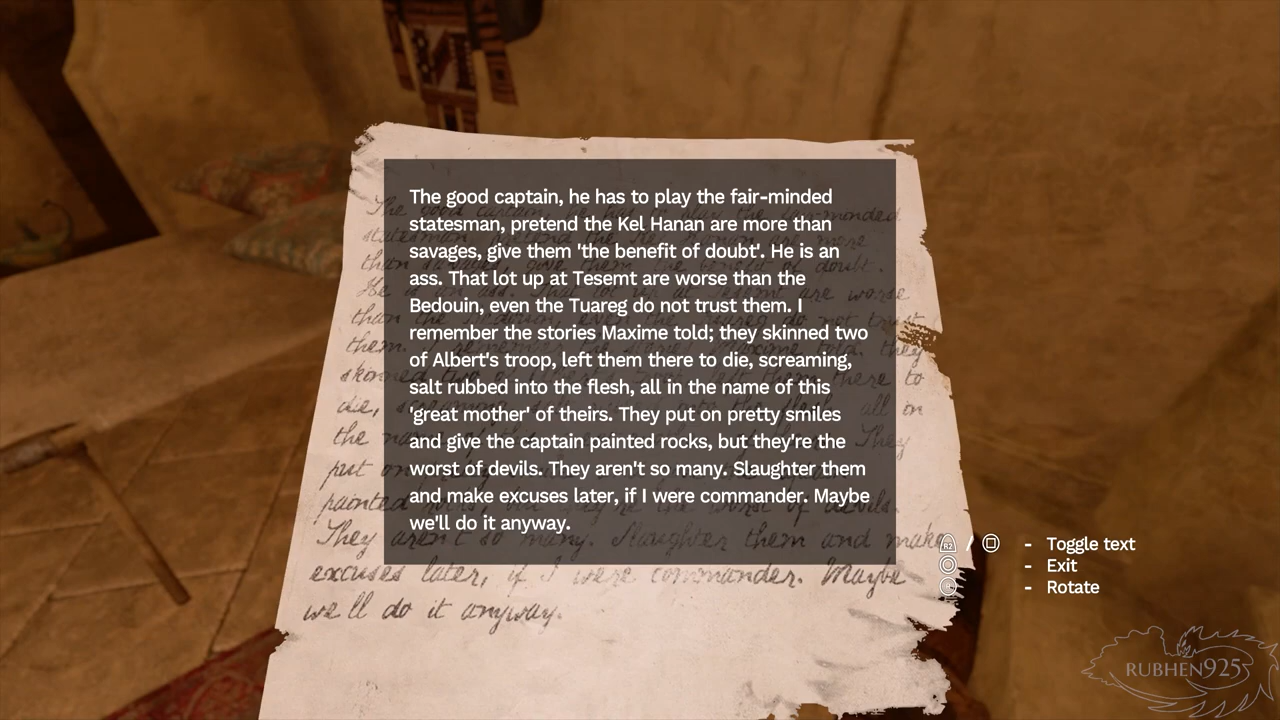 The good captain, he has to play the fair-minded
statesman, pretend the Kel Hanan are more than
savages, give them 'the benefit of doubt'. He is an
ass. That lot up at Tesemt are worse than the
Bedouin, even the Tuareg do not trust them. I
remember the stories Maxime told; they skinned two
of Albert's troop, left them there to die, screaming,
salt rubbed into the flesh, all in the name of this
'great mother' of theirs. They put on pretty smiles
and give the captain painted rocks, but they're the
worst of devils. They aren't so many. Slaughter them
and make excuses later, if I were commander. Maybe
we'll do it anyway.
They aren't so many. Slaughter them and make
excuses later, if I were commander. Maybe
we'll do it anyway.
R2 / - Toggle text
- Exit
- Rotate
RUBHEN925